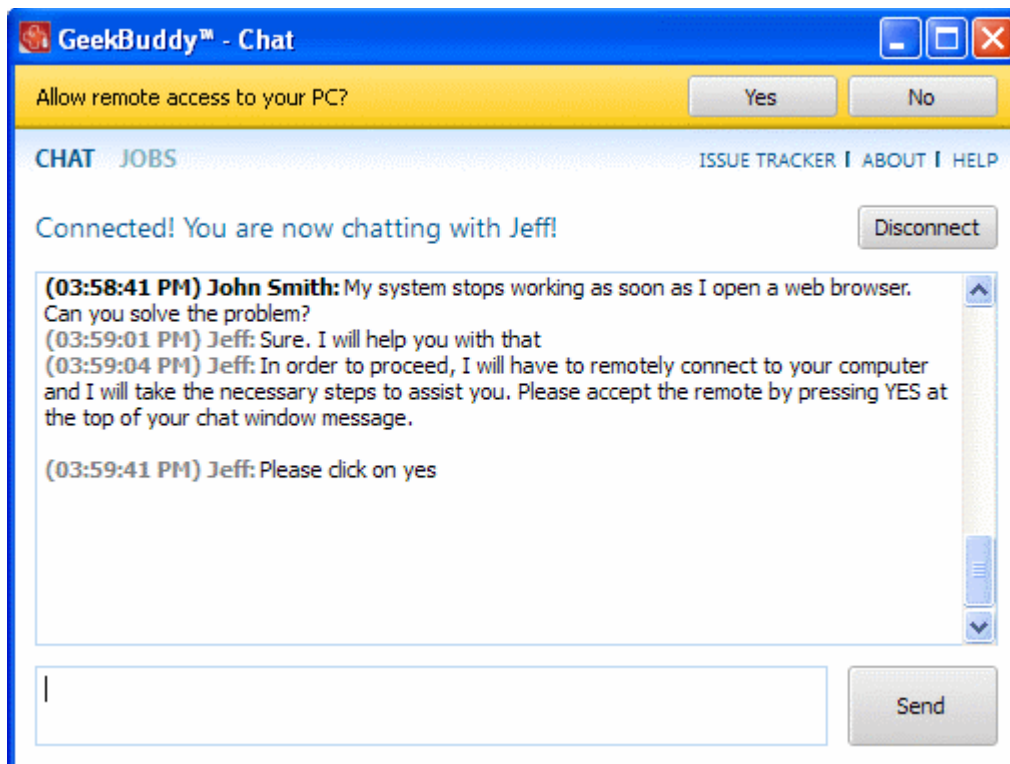 GeekBuddy™ - Chat
Allow remote access to your PC?
Yes
No
CHAT JOBS
ISSUE TRACKER | ABOUT | HELP
Connected! You are now chatting with Jeff!
Disconnect
(03:58:41 PM) John Smith: My system stops working as soon as I open a web browser.
Can you solve the problem?
(03:59:01 PM) Jeff: Sure. I will help you with that
(03:59:04 PM) Jeff: In order to proceed, I will have to remotely connect to your computer
and I will take the necessary steps to assist you. Please accept the remote by pressing YES at
the top of your chat window message.
(03:59:41 PM) Jeff: Please click on yes
Send